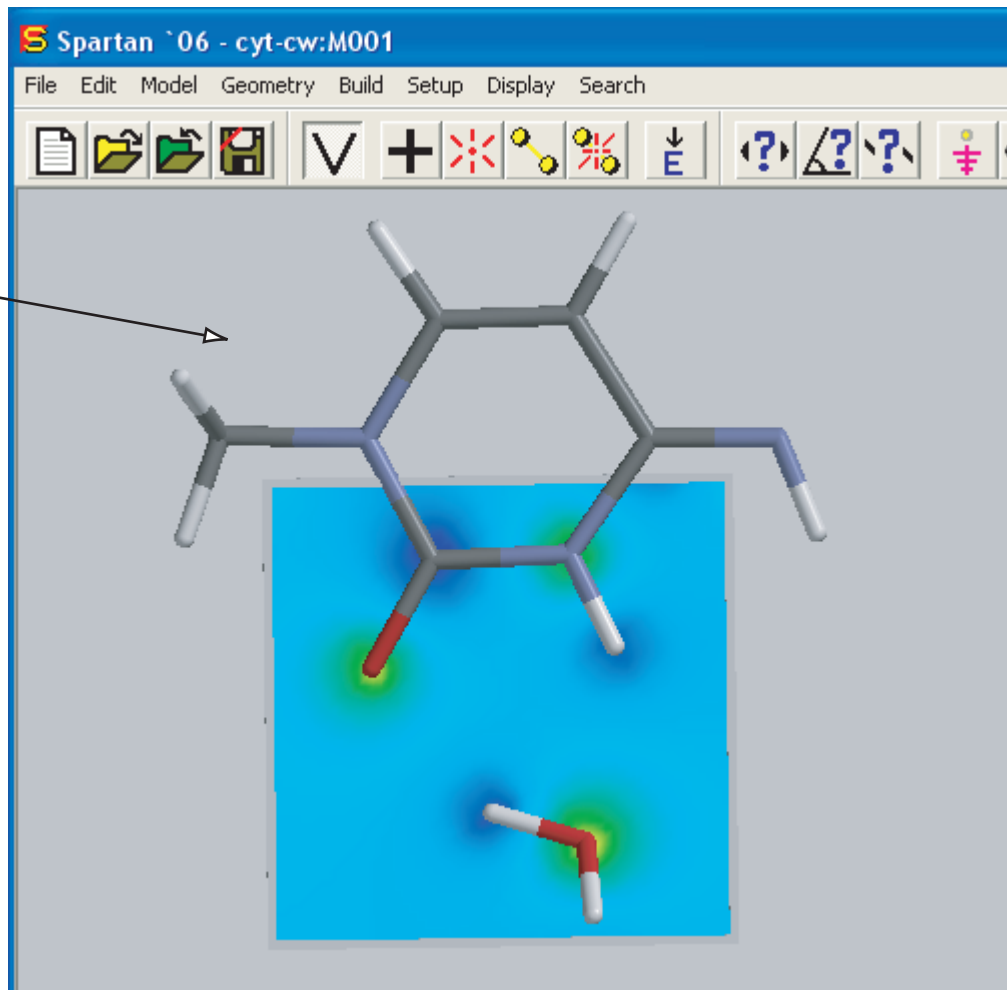 Spartan `06 - cyt-cw:M001
File Edit Model Geometry Build Setup Display Search
V E ? ? ?